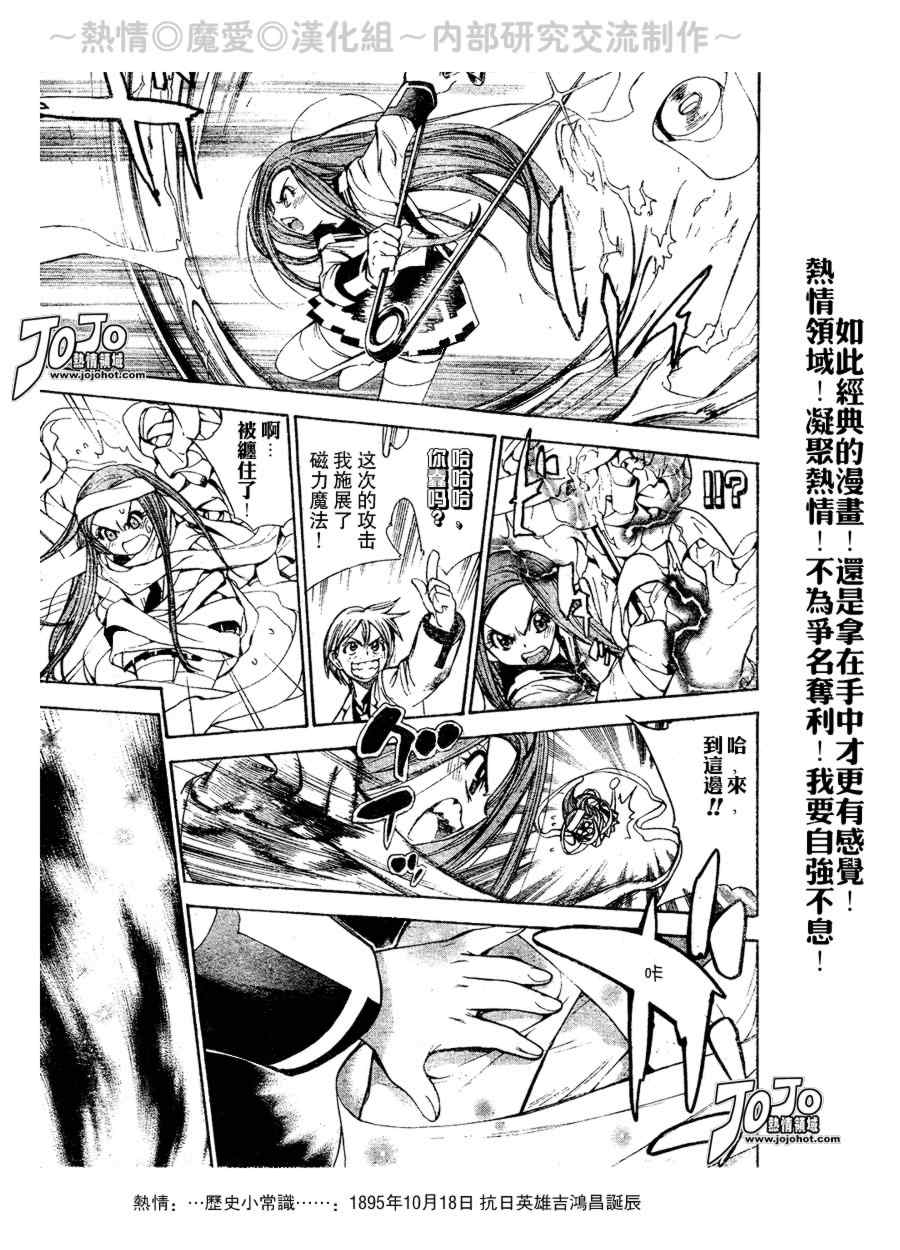 ～熱情◎魔愛◎漢化組～内部研究交流制作～
如此經典的漫畫！還是拿在手中才更有感覺！
熱情領域！凝聚熱情！不為爭名奪利！我要自強不息！
JOJO
熱情領域
www.jojohot.com
!!?
哈哈哈、
你蠢吗？
这次的攻击
我施展了
磁力魔法！
啊…
被纏住了！
哈，來，
到這邊!!
グ
グ
グ
咔
JOJO
熱情領域
www.jojohot.com
熱情：…歷史小常識……：1895年10月18日 抗日英雄吉鴻昌誕辰